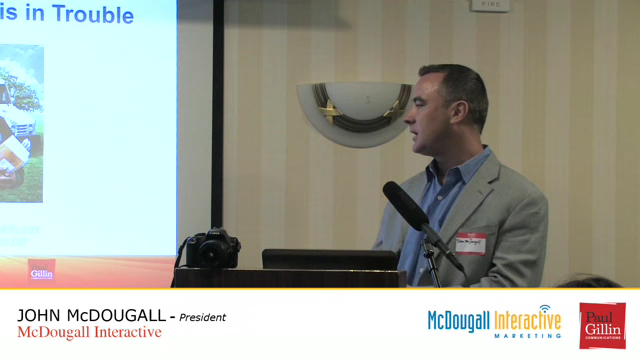 FIRE
is in Trouble
Gillin
JOHN McDOUGALL - President
McDougall Interactive
McDougall Interactive
MARKETING
Paul
Gillin
COMMUNICATIONS